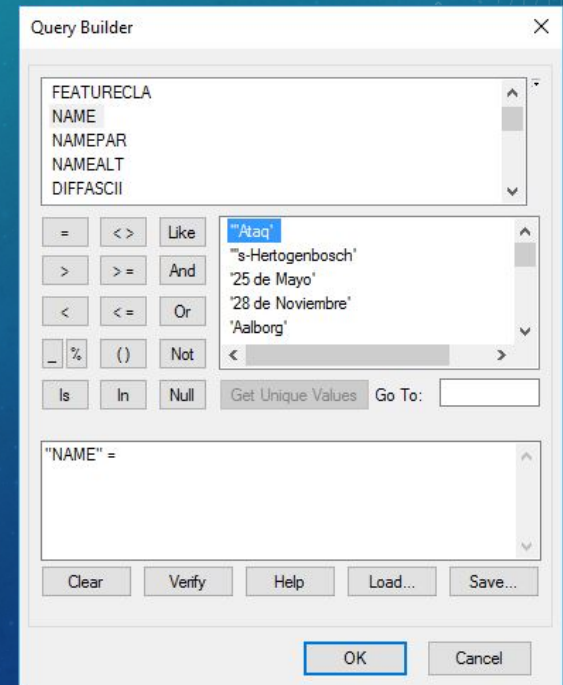 Query Builder
FEATURECLA
NAME
NAMEPAR
NAMEALT
DIFFASCII
= < > Like
> > = And
< < = Or
_ % () Not
Is In Null
'''Ataq'
'''s-Hertogenbosch'
'25 de Mayo'
'28 de Noviembre'
'Aalborg'
Get Unique Values Go To:
"NAME" =
Clear Verify Help Load... Save...
OK Cancel